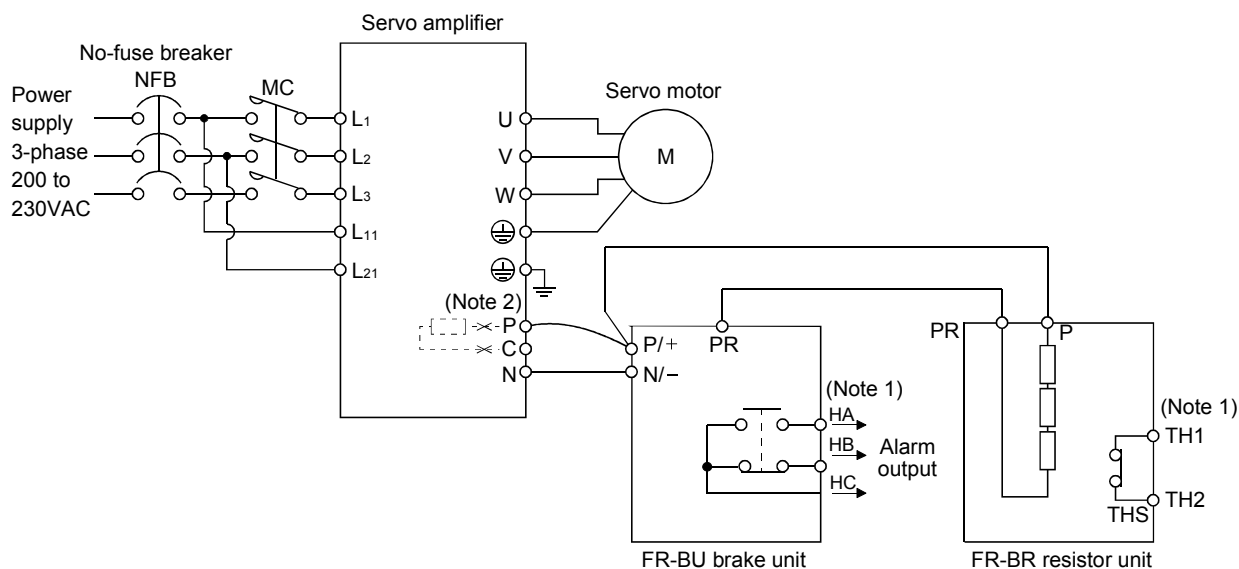 Servo amplifier
No-fuse breaker
NFB
MC
Power
supply
3-phase
200 to
230VAC
L1
L2
L3
L11
L21
U
V
W
Servo motor
M
(Note 2)
P
C
N
P/+
N/−
PR
(Note 1)
HA
HB
HC
Alarm
output
FR-BU brake unit
PR
P
(Note 1)
TH1
TH2
THS
FR-BR resistor unit